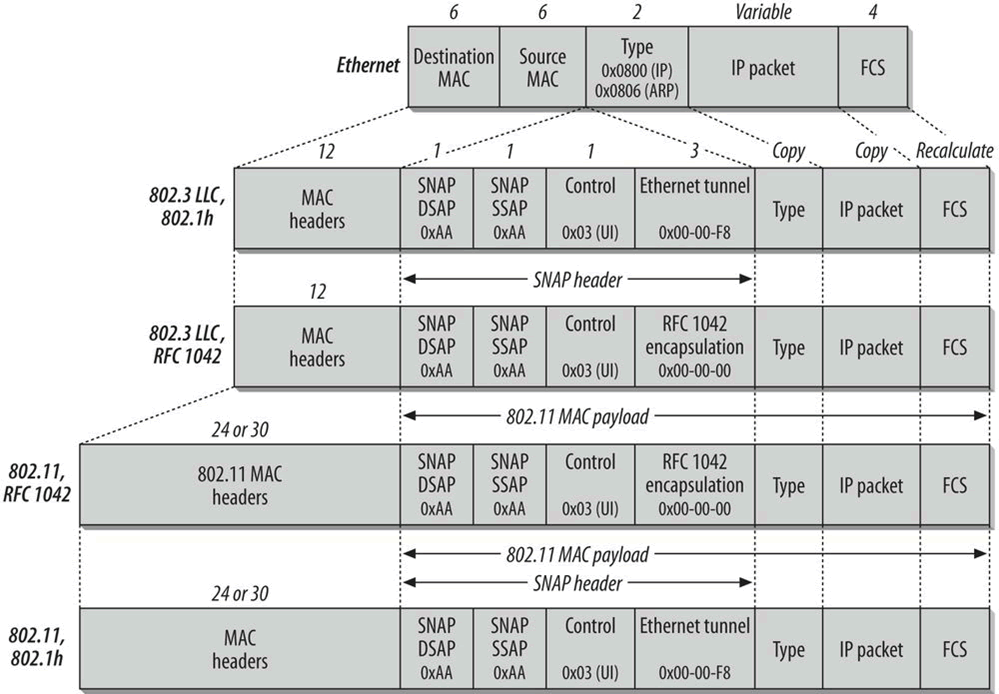 6 6 2 Variable 4
Ethernet
Destination MAC
Source MAC
Type 0x0800 (IP) 0x0806 (ARP)
IP packet
FCS
12 1 1 1 3 Copy Copy Recalculate
802.3 LLC, 802.1h
MAC headers
SNAP DSAP 0xAA
SNAP SSAP 0xAA
Control 0x03 (UI)
Ethernet tunnel 0x00-00-F8
Type
IP packet
FCS
SNAP header
12
802.3 LLC, RFC 1042
MAC headers
SNAP DSAP 0xAA
SNAP SSAP 0xAA
Control 0x03 (UI)
RFC 1042 encapsulation 0x00-00-00
Type
IP packet
FCS
802.11 MAC payload
24 or 30
802.11, RFC 1042
802.11 MAC headers
SNAP DSAP 0xAA
SNAP SSAP 0xAA
Control 0x03 (UI)
RFC 1042 encapsulation 0x00-00-00
Type
IP packet
FCS
802.11 MAC payload
SNAP header
24 or 30
802.11, 802.1h
MAC headers
SNAP DSAP 0xAA
SNAP SSAP 0xAA
Control 0x03 (UI)
Ethernet tunnel 0x00-00-F8
Type
IP packet
FCS